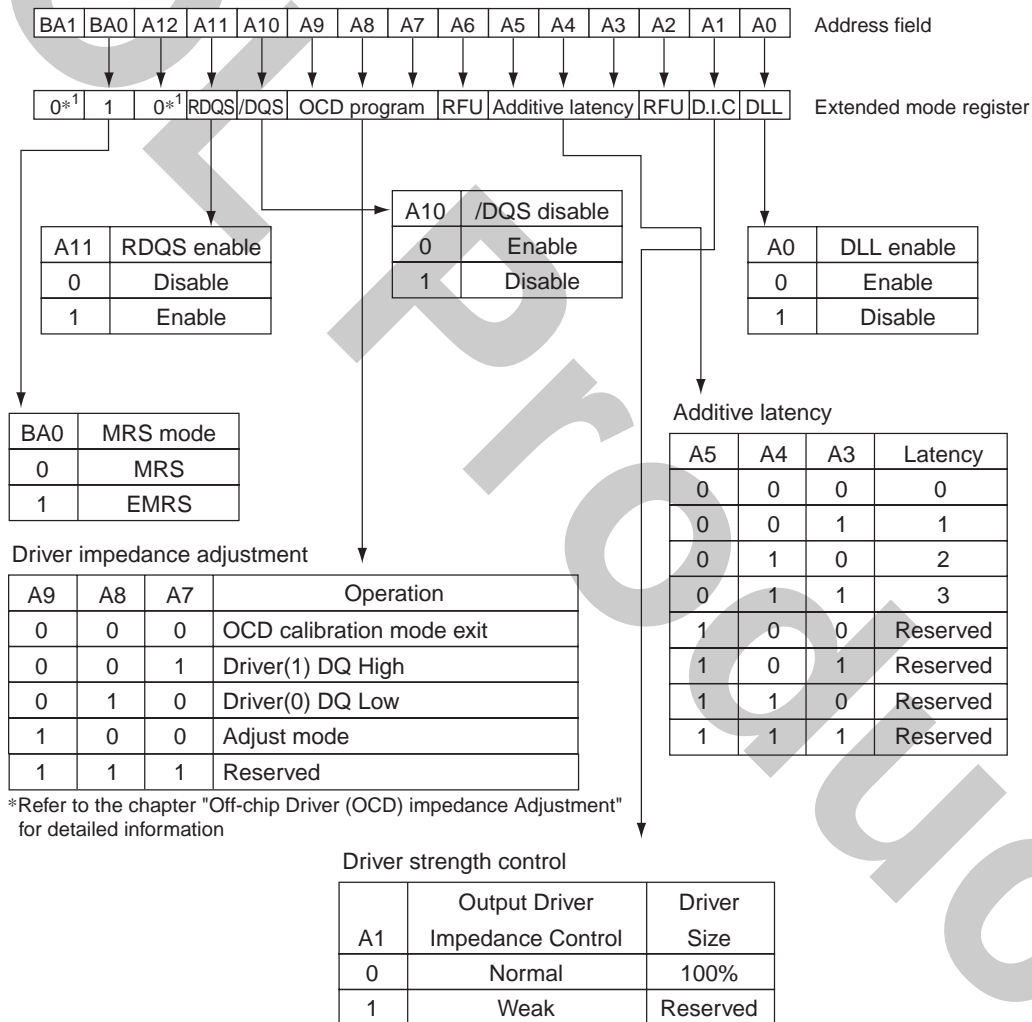 BA1 BA0 A12 A11 A10 A9 A8 A7 A6 A5 A4 A3 A2 A1 A0 Address field
0*1 1 0*1 RDQS /DQS OCD program RFU Additive latency RFU D.I.C DLL Extended mode register
A10 /DQS disable
0 Enable
1 Disable
A11 RDQS enable
0 Disable
1 Enable
A0 DLL enable
0 Enable
1 Disable
BA0 MRS mode
0 MRS
1 EMRS
Additive latency
A5 A4 A3 Latency
0 0 0 0
0 0 1 1
0 1 0 2
0 1 1 3
1 0 0 Reserved
1 0 1 Reserved
1 1 0 Reserved
1 1 1 Reserved
Driver impedance adjustment
A9 A8 A7 Operation
0 0 0 OCD calibration mode exit
0 0 1 Driver(1) DQ High
0 1 0 Driver(0) DQ Low
1 0 0 Adjust mode
1 1 1 Reserved
*Refer to the chapter "Off-chip Driver (OCD) impedance Adjustment"
for detailed information
Driver strength control
Output Driver Driver
A1 Impedance Control Size
0 Normal 100%
1 Weak Reserved
L Produc